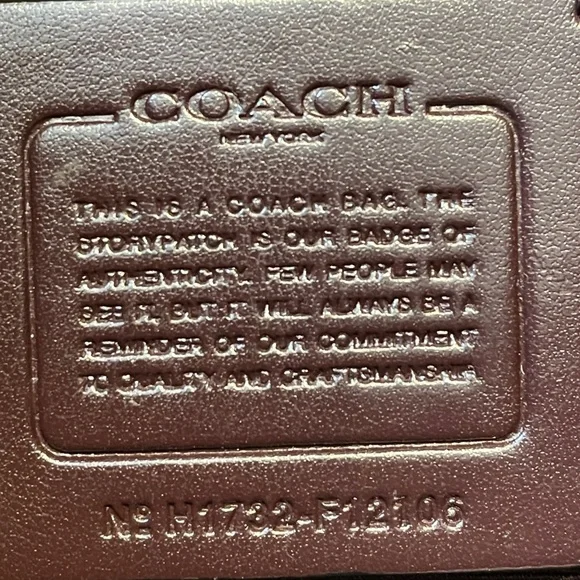 COACH
NEW YORK
THIS IS A COACH BAG. THE
STORYPATCH IS OUR BADGE OF
AUTHENTICITY. FEW PEOPLE MAY
SEE IT, BUT IT WILL ALWAYS BE A
REMINDER OF OUR COMMITMENT
TO QUALITY AND CRAFTSMANSHIP.
Nº H1732-F12106